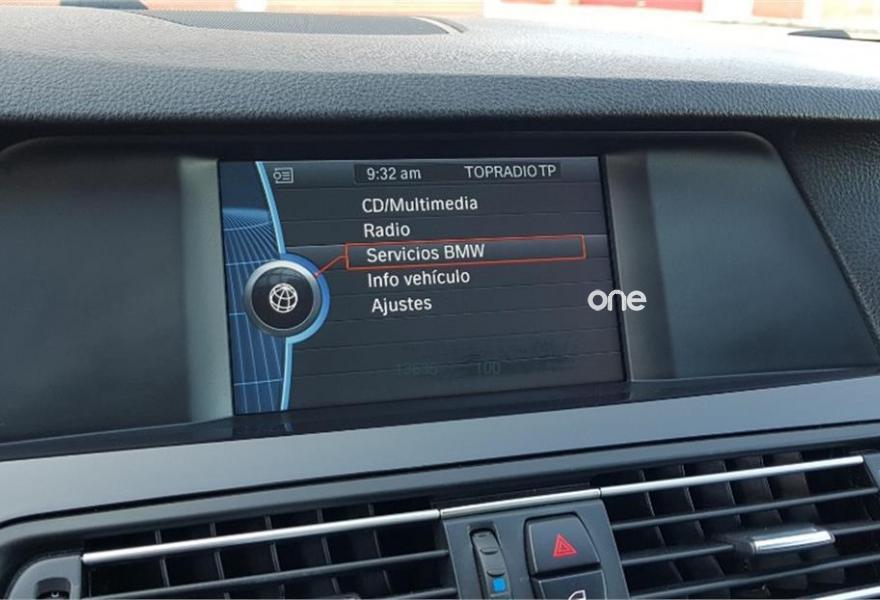 9:32 am TOPRADIO TP
CD/Multimedia
Radio
Servicios BMW
Info vehículo
Ajustes
one